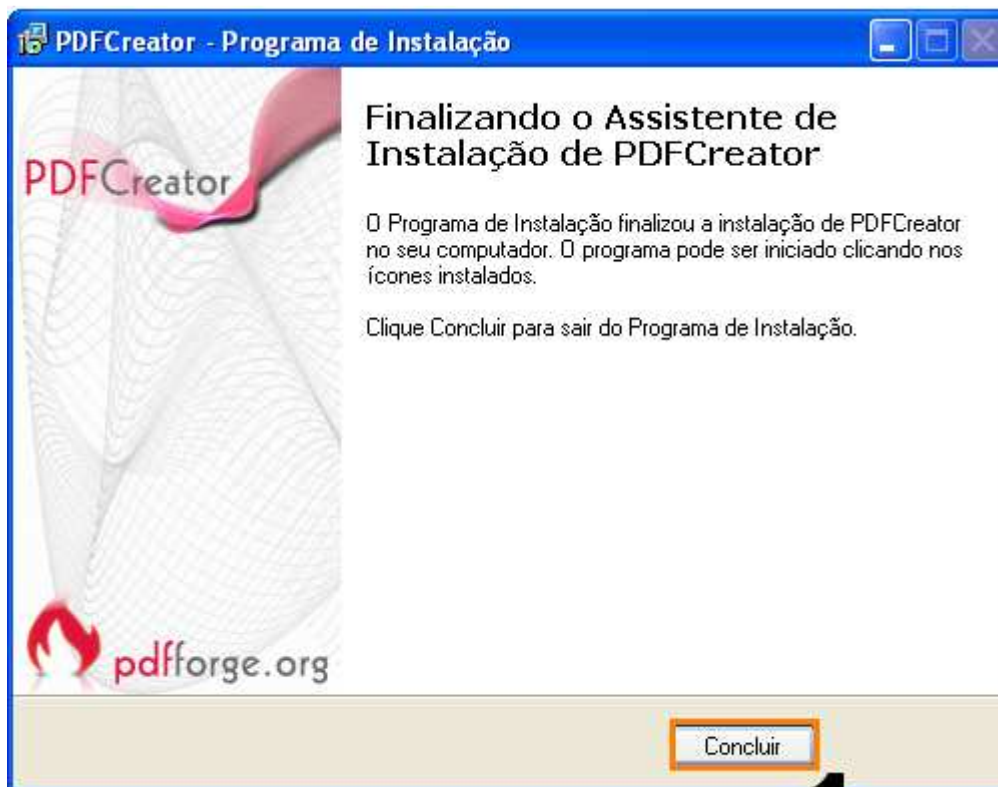 PDFCreator - Programa de Instalação
PDFCreator
Finalizando o Assistente de
Instalação de PDFCreator
O Programa de Instalação finalizou a instalação de PDFCreator
no seu computador. O programa pode ser iniciado clicando nos
ícones instalados.
Clique Concluir para sair do Programa de Instalação.
pdfforge.org
Concluir